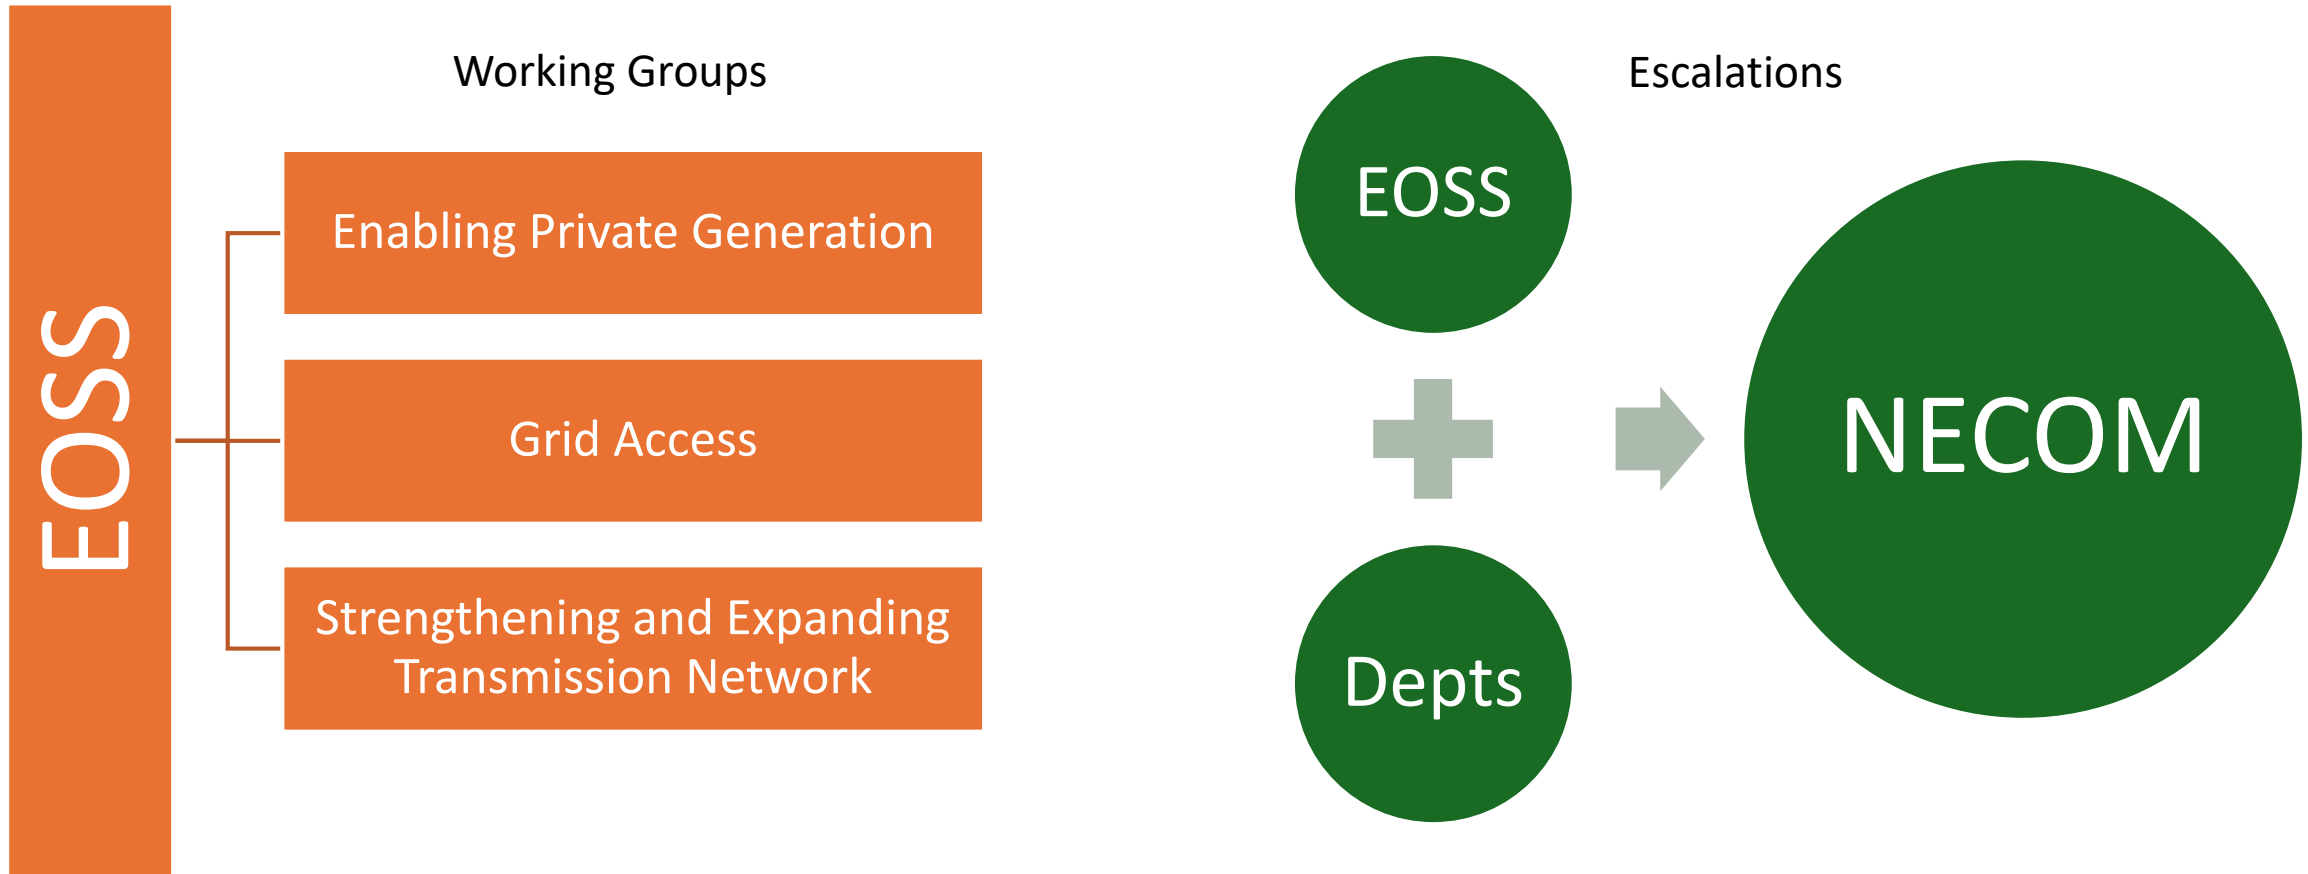 EOSS
Working Groups
Enabling Private Generation
Grid Access
Strengthening and Expanding
Transmission Network
Escalations
EOSS
Depts
NECOM